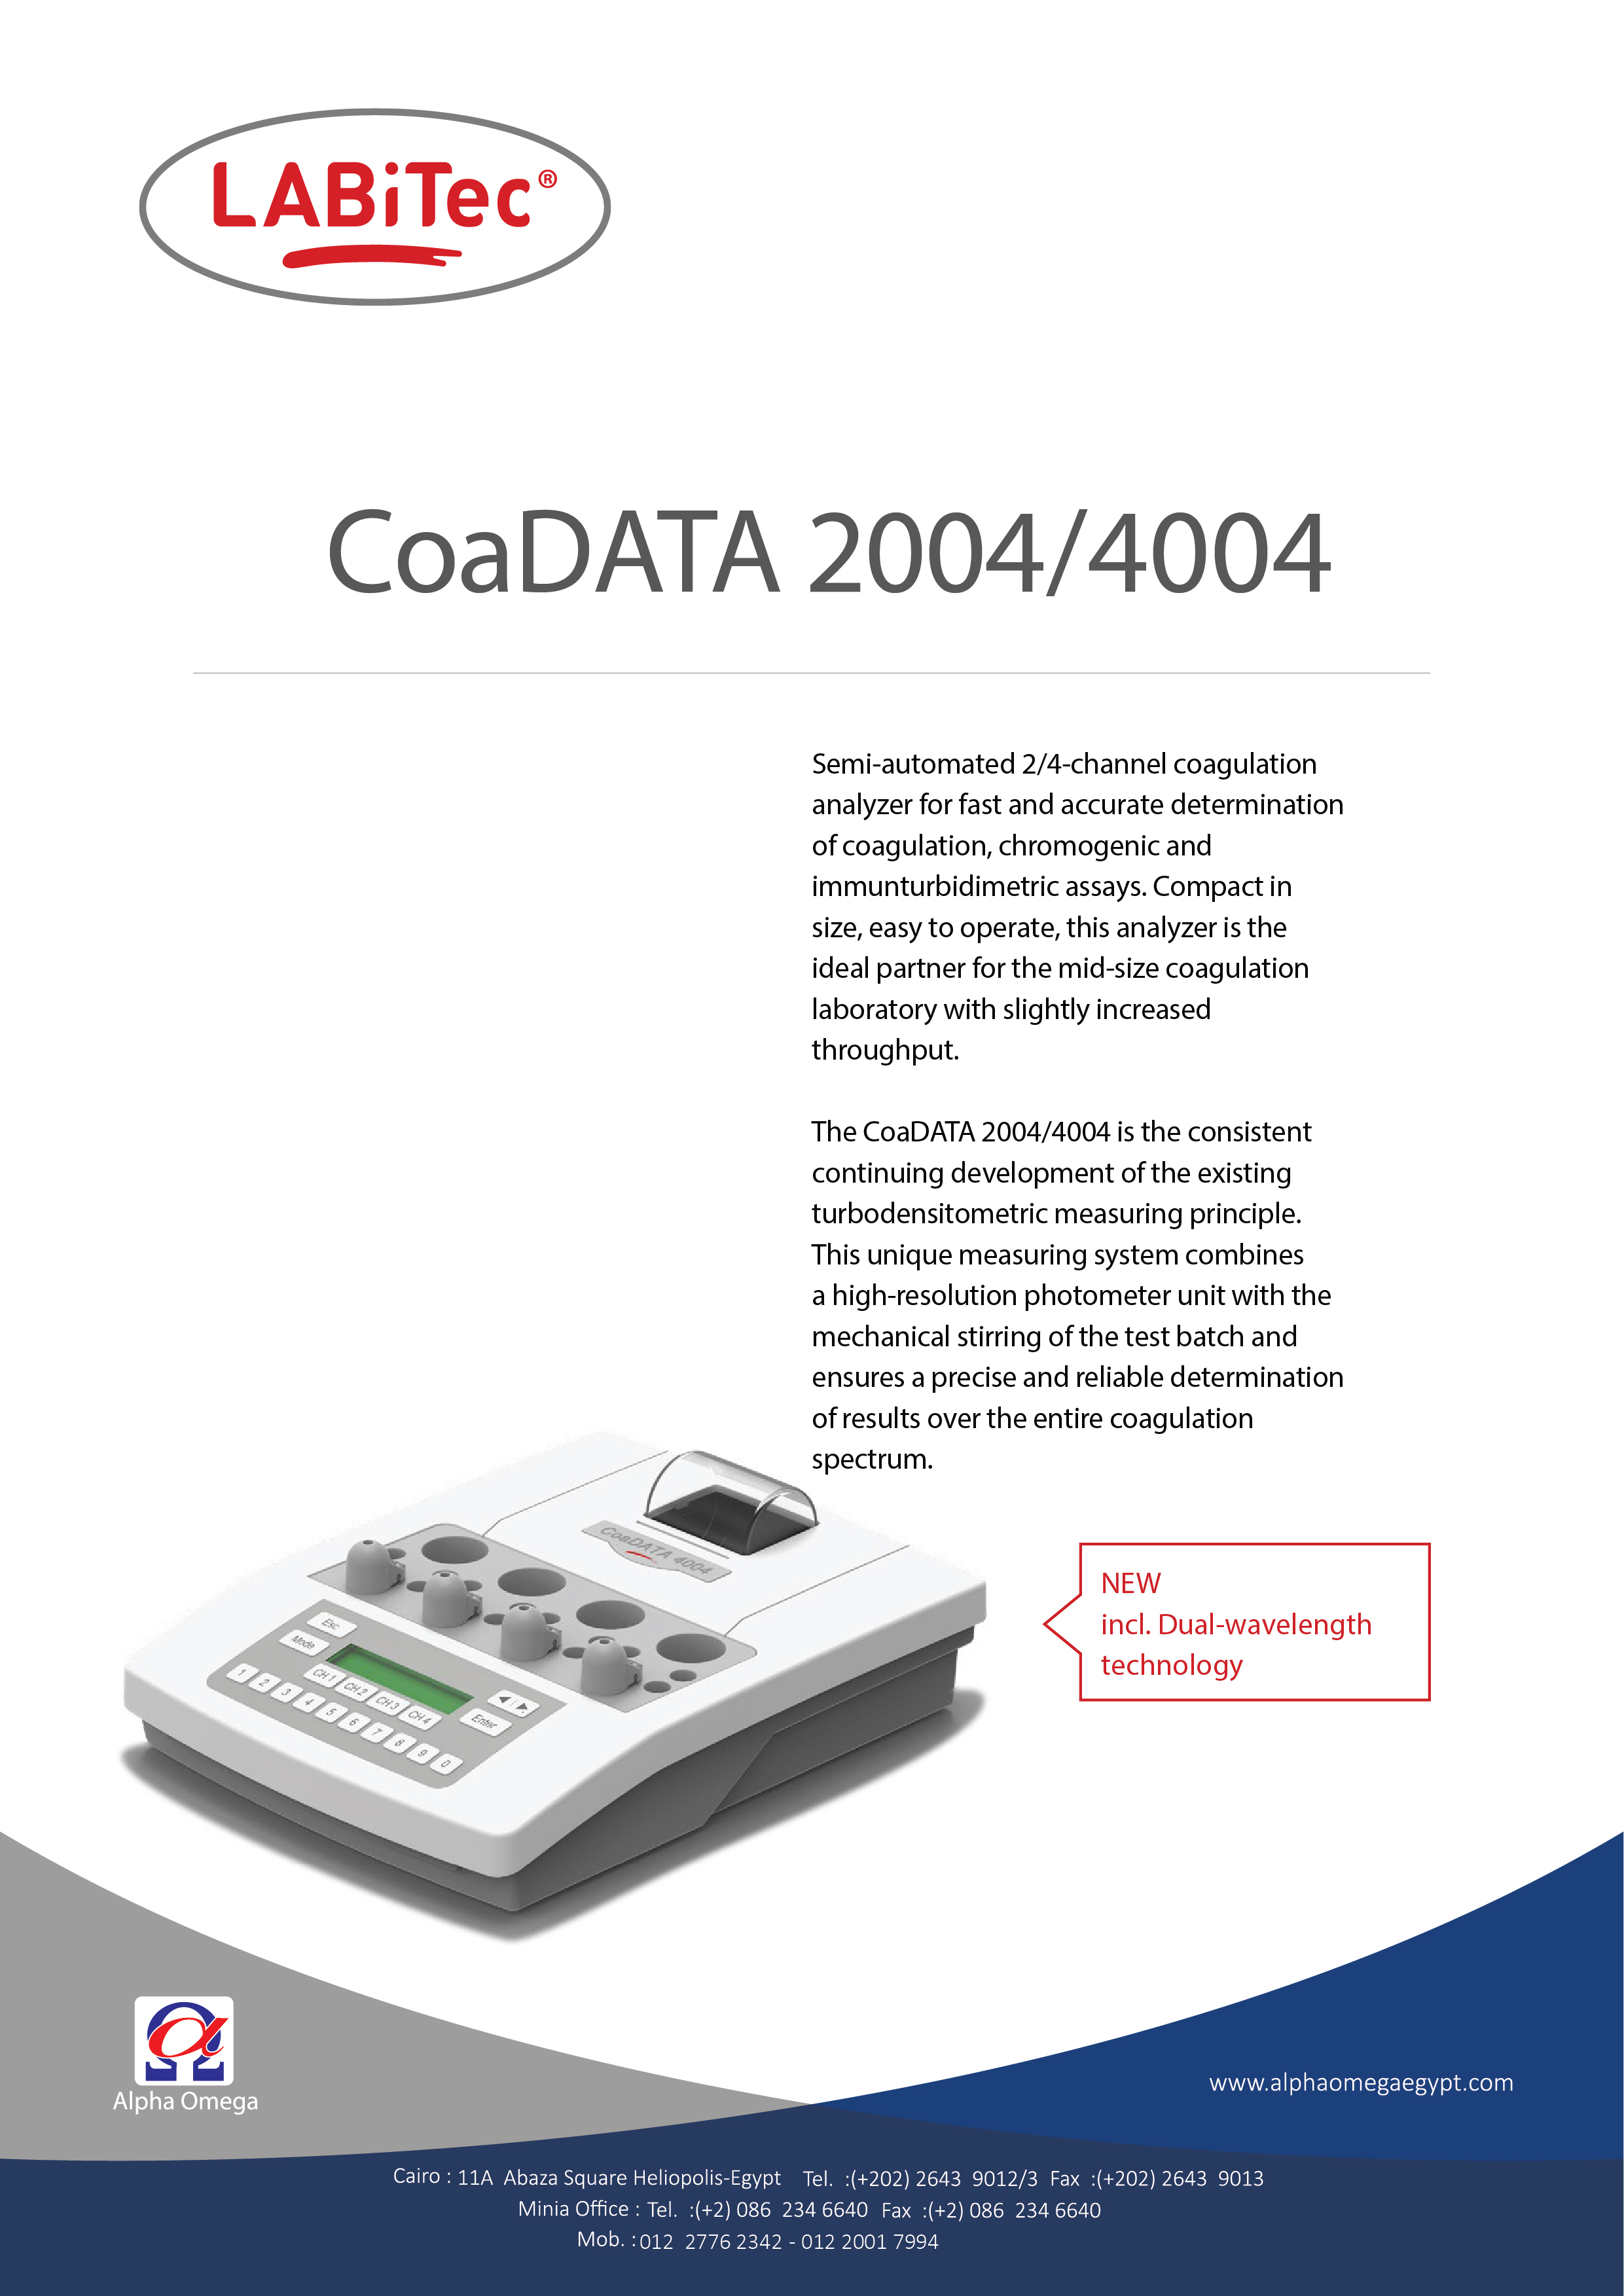 LABiTec®
CoaDATA 2004/4004
Semi-automated 2/4-channel coagulation
analyzer for fast and accurate determination
of coagulation, chromogenic and
immunturbidimetric assays. Compact in
size, easy to operate, this analyzer is the
ideal partner for the mid-size coagulation
laboratory with slightly increased
throughput.
The CoaDATA 2004/4004 is the consistent
continuing development of the existing
turbodensitometric measuring principle.
This unique measuring system combines
a high-resolution photometer unit with the
mechanical stirring of the test batch and
ensures a precise and reliable determination
of results over the entire coagulation
spectrum.
CoaDATA 4004
NEW
incl. Dual-wavelength
technology
Esc
Mode
CH 1 CH 2 CH 3 CH 4
Enter
1 2 3 4 5 6 7 8 9 0
Alpha Omega
www.alphaomegaegypt.com
Cairo : 11A Abaza Square Heliopolis-Egypt Tel. :(+202) 2643 9012/3 Fax :(+202) 2643 9013
Minia Office : Tel. :(+2) 086 234 6640 Fax :(+2) 086 234 6640
Mob. : 012 2776 2342 - 012 2001 7994